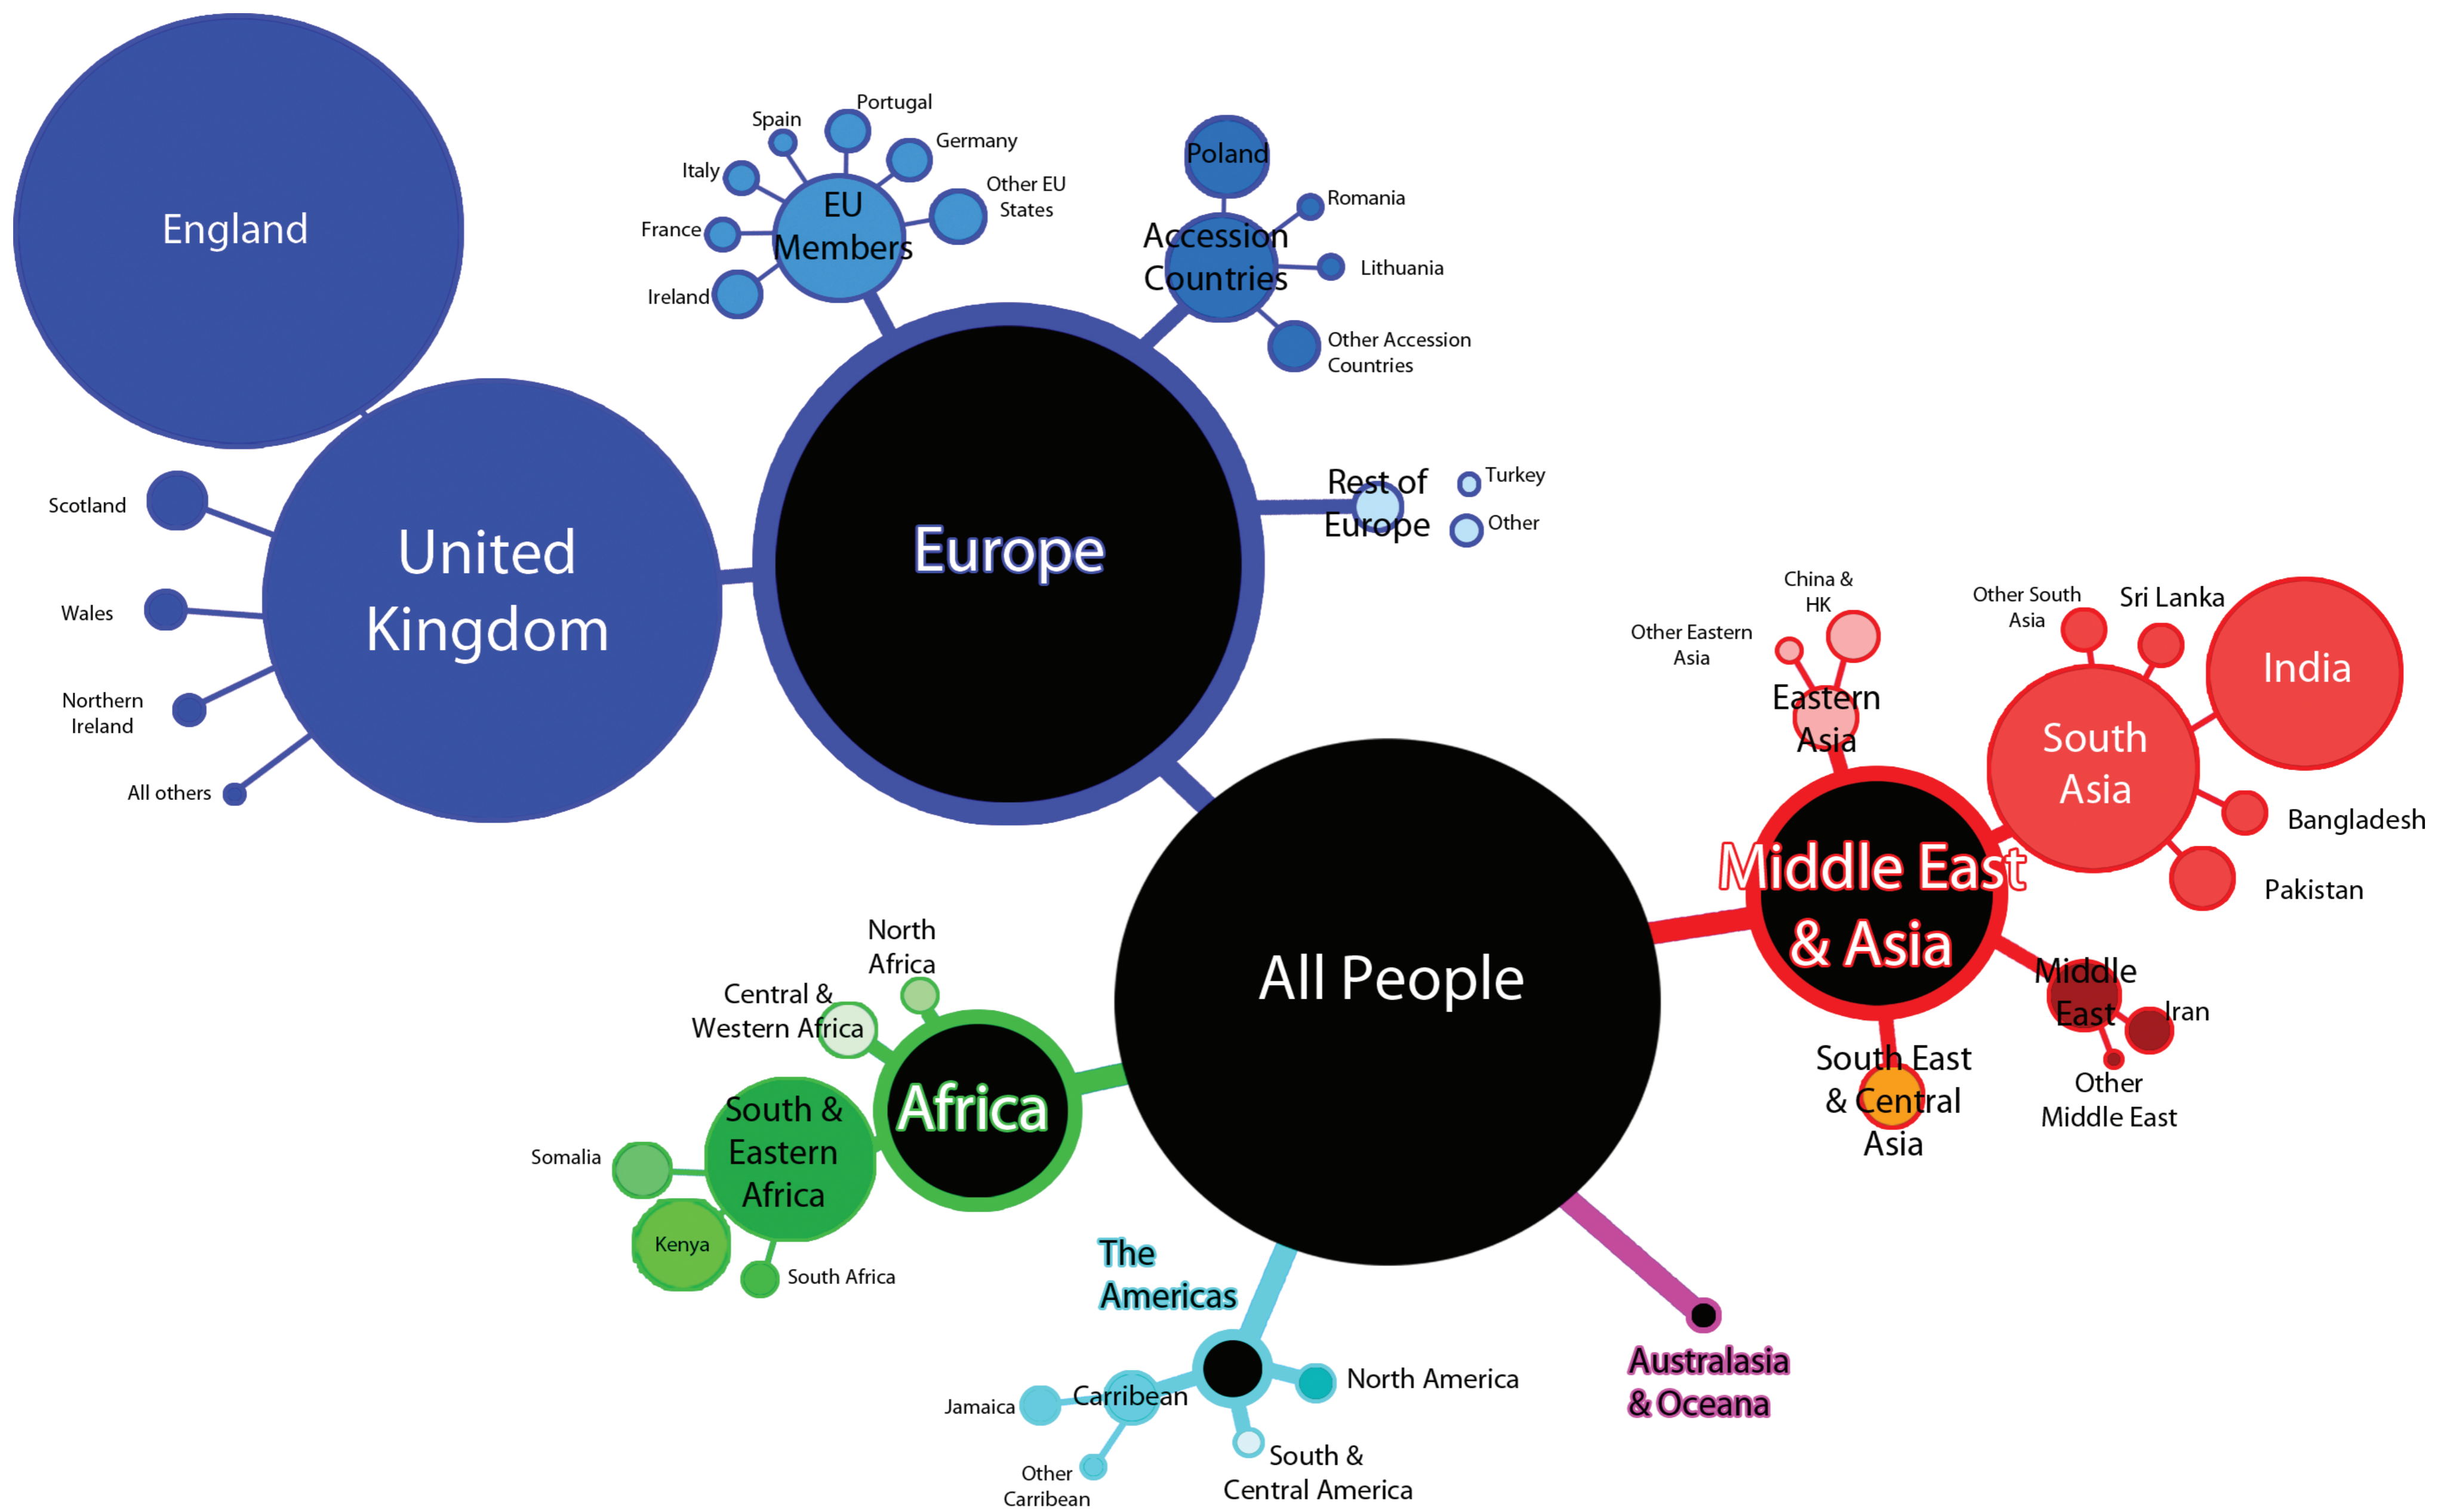 England
Scotland
Wales
Northern
Ireland
All others
United
Kingdom
Portugal
Spain
Germany
Italy
Other EU
States
France
Ireland
EU
Members
Poland
Romania
Accession
Countries
Lithuania
Other Accession
Countries
Europe
Rest of
Europe
Turkey
Other
China &
HK
Other Eastern
Asia
Eastern
Asia
Other South
Asia
Sri Lanka
India
South
Asia
Bangladesh
Pakistan
Middle East
& Asia
Middle
East
Iran
Other
Middle East
South East
& Central
Asia
All People
North
Africa
Central &
Western Africa
Africa
South &
Eastern
Africa
Somalia
Kenya
South Africa
The
Americas
North America
Carribean
Jamaica
Other
Carribean
South &
Central America
Australasia
& Oceana